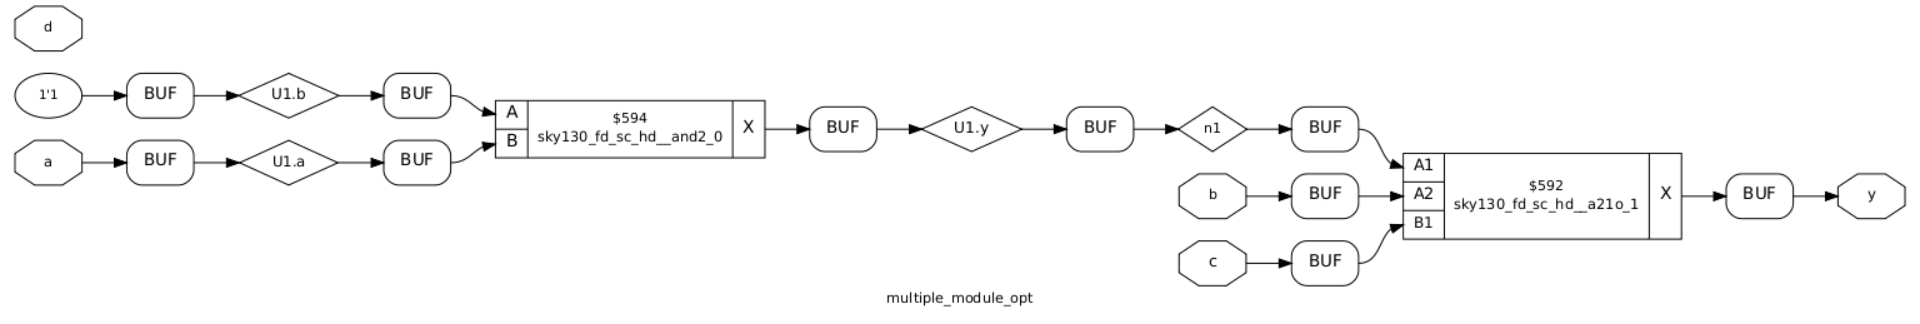 d
1'1
BUF
U1.b
BUF
a
BUF
U1.a
BUF
A
B
$594
sky130_fd_sc_hd__and2_0
X
BUF
U1.y
BUF
n1
BUF
b
BUF
c
BUF
A1
A2
B1
$592
sky130_fd_sc_hd__a21o_1
X
BUF
y
multiple_module_opt